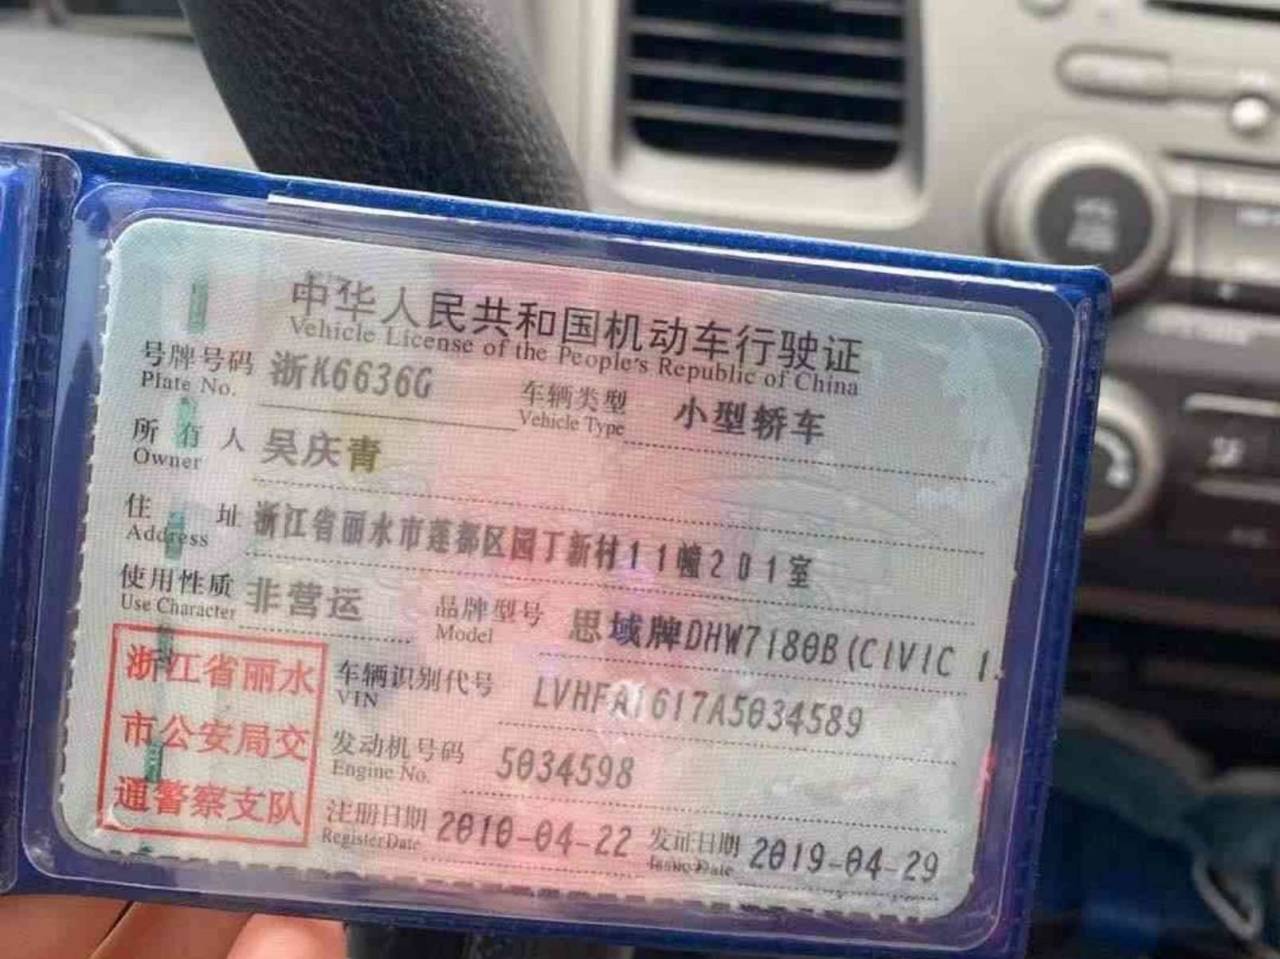 中华人民共和国机动车行驶证
Vehicle License of the People's Republic of China
号牌号码 浙K6636G 车辆类型 小型轿车
Plate No. Vehicle Type
所有人 吴庆青
Owner
住址 浙江省丽水市莲都区园丁新村11幢201室
Address
使用性质 非营运 品牌型号 思域牌DHW7180B(CIVIC 1.
Use Character Model
浙江省丽水
市公安局交
通警察支队
车辆识别代号 LVHFA1617A5034589
VIN
发动机号码 5034598
Engine No.
注册日期 2010-04-22 发证日期 2019-04-29
Register Date Issue Date